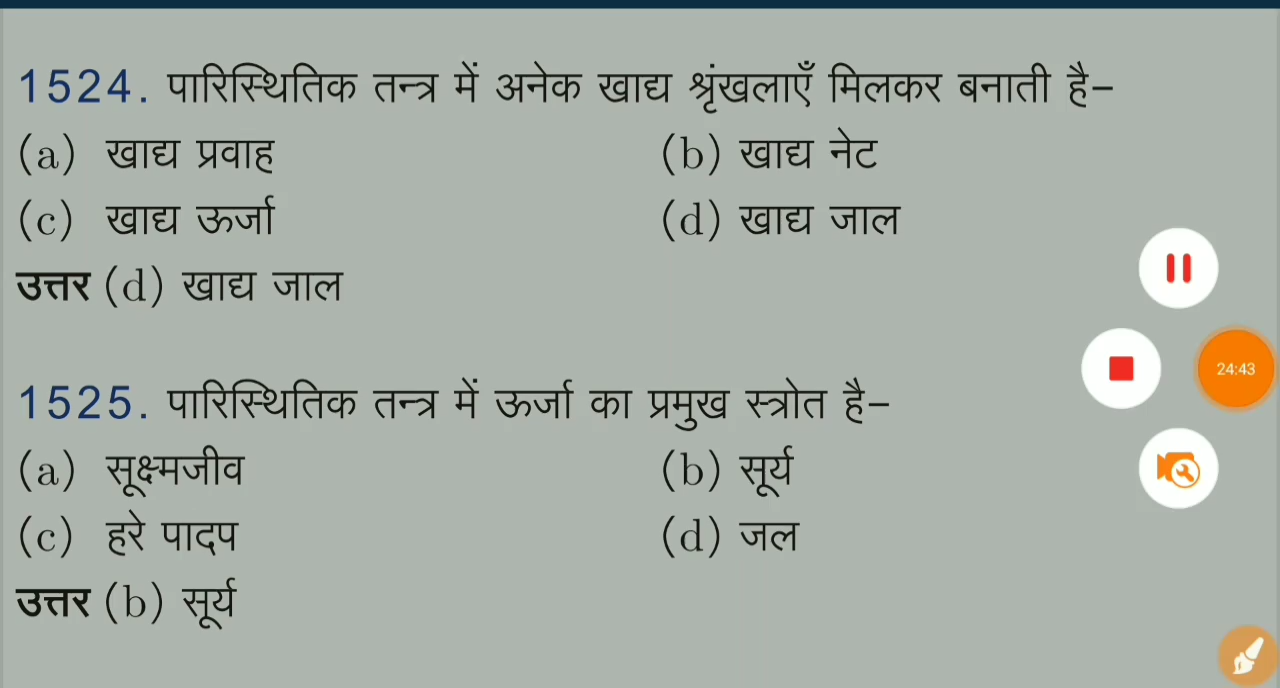 1524. पारिस्थितिक तन्त्र में अनेक खाद्य श्रृंखलाएँ मिलकर बनाती है–
(a) खाद्य प्रवाह (b) खाद्य नेट
(c) खाद्य ऊर्जा (d) खाद्य जाल
उत्तर (d) खाद्य जाल
1525. पारिस्थितिक तन्त्र में ऊर्जा का प्रमुख स्त्रोत है–
(a) सूक्ष्मजीव (b) सूर्य
(c) हरे पादप (d) जल
उत्तर (b) सूर्य
24:43